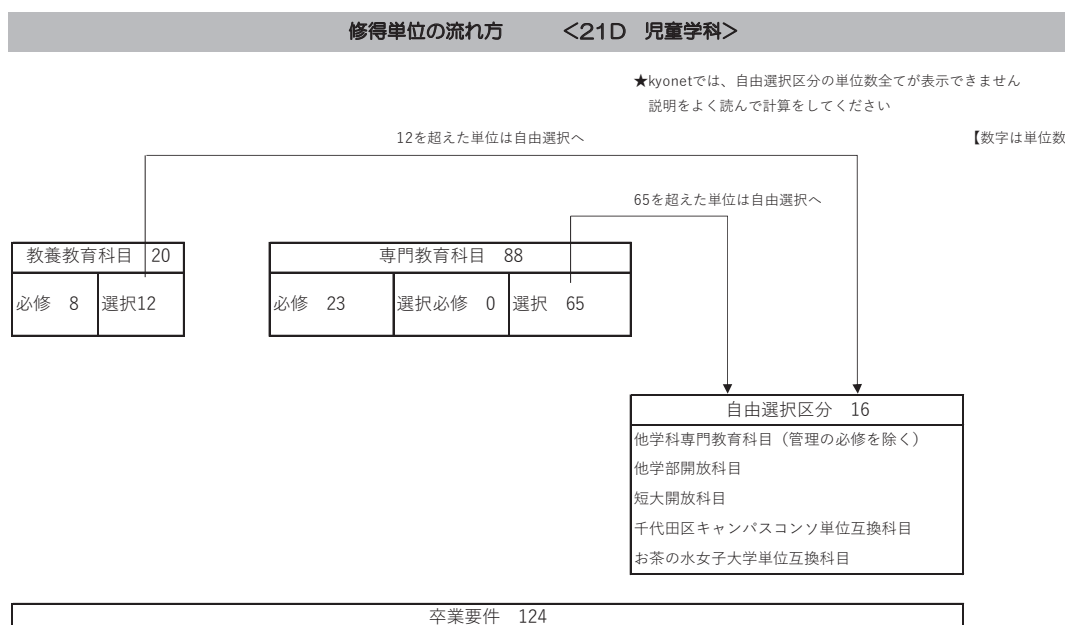 修得単位の流れ方　　＜21D　児童学科＞
★kyonetでは、自由選択区分の単位数全てが表示できません
説明をよく読んで計算をしてください
12を超えた単位は自由選択へ
【数字は単位数
65を超えた単位は自由選択へ
教養教育科目　20
専門教育科目　88
必修　8
選択12
必修　23
選択必修　0
選択　65
自由選択区分　16
他学科専門教育科目（管理の必修を除く）
他学部開放科目
短大開放科目
千代田区キャンパスコンソ単位互換科目
お茶の水女子大学単位互換科目
卒業要件　124